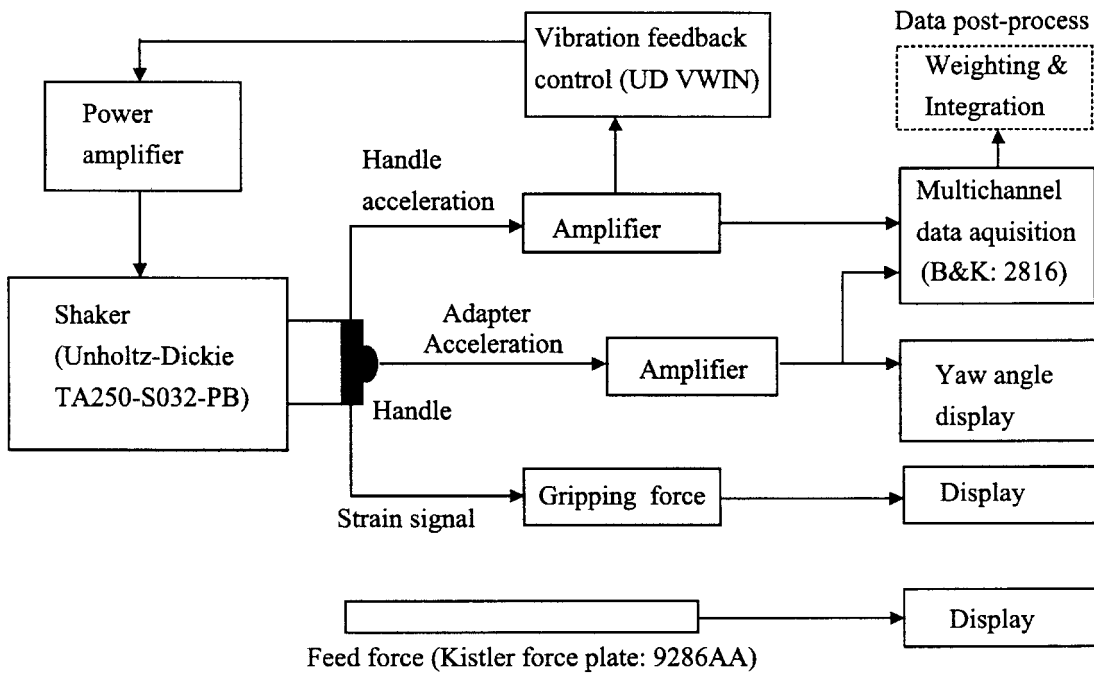 Data post-process
Vibration feedback
control (UD VWIN)
Weighting &
Integration
Power
amplifier
Handle
acceleration
Amplifier
Multichannel
data aquisition
(B&K: 2816)
Shaker
(Unholtz-Dickie
TA250-S032-PB)
Adapter
Acceleration
Amplifier
Yaw angle
display
Handle
Strain signal
Gripping force
Display
Display
Feed force (Kistler force plate: 9286AA)